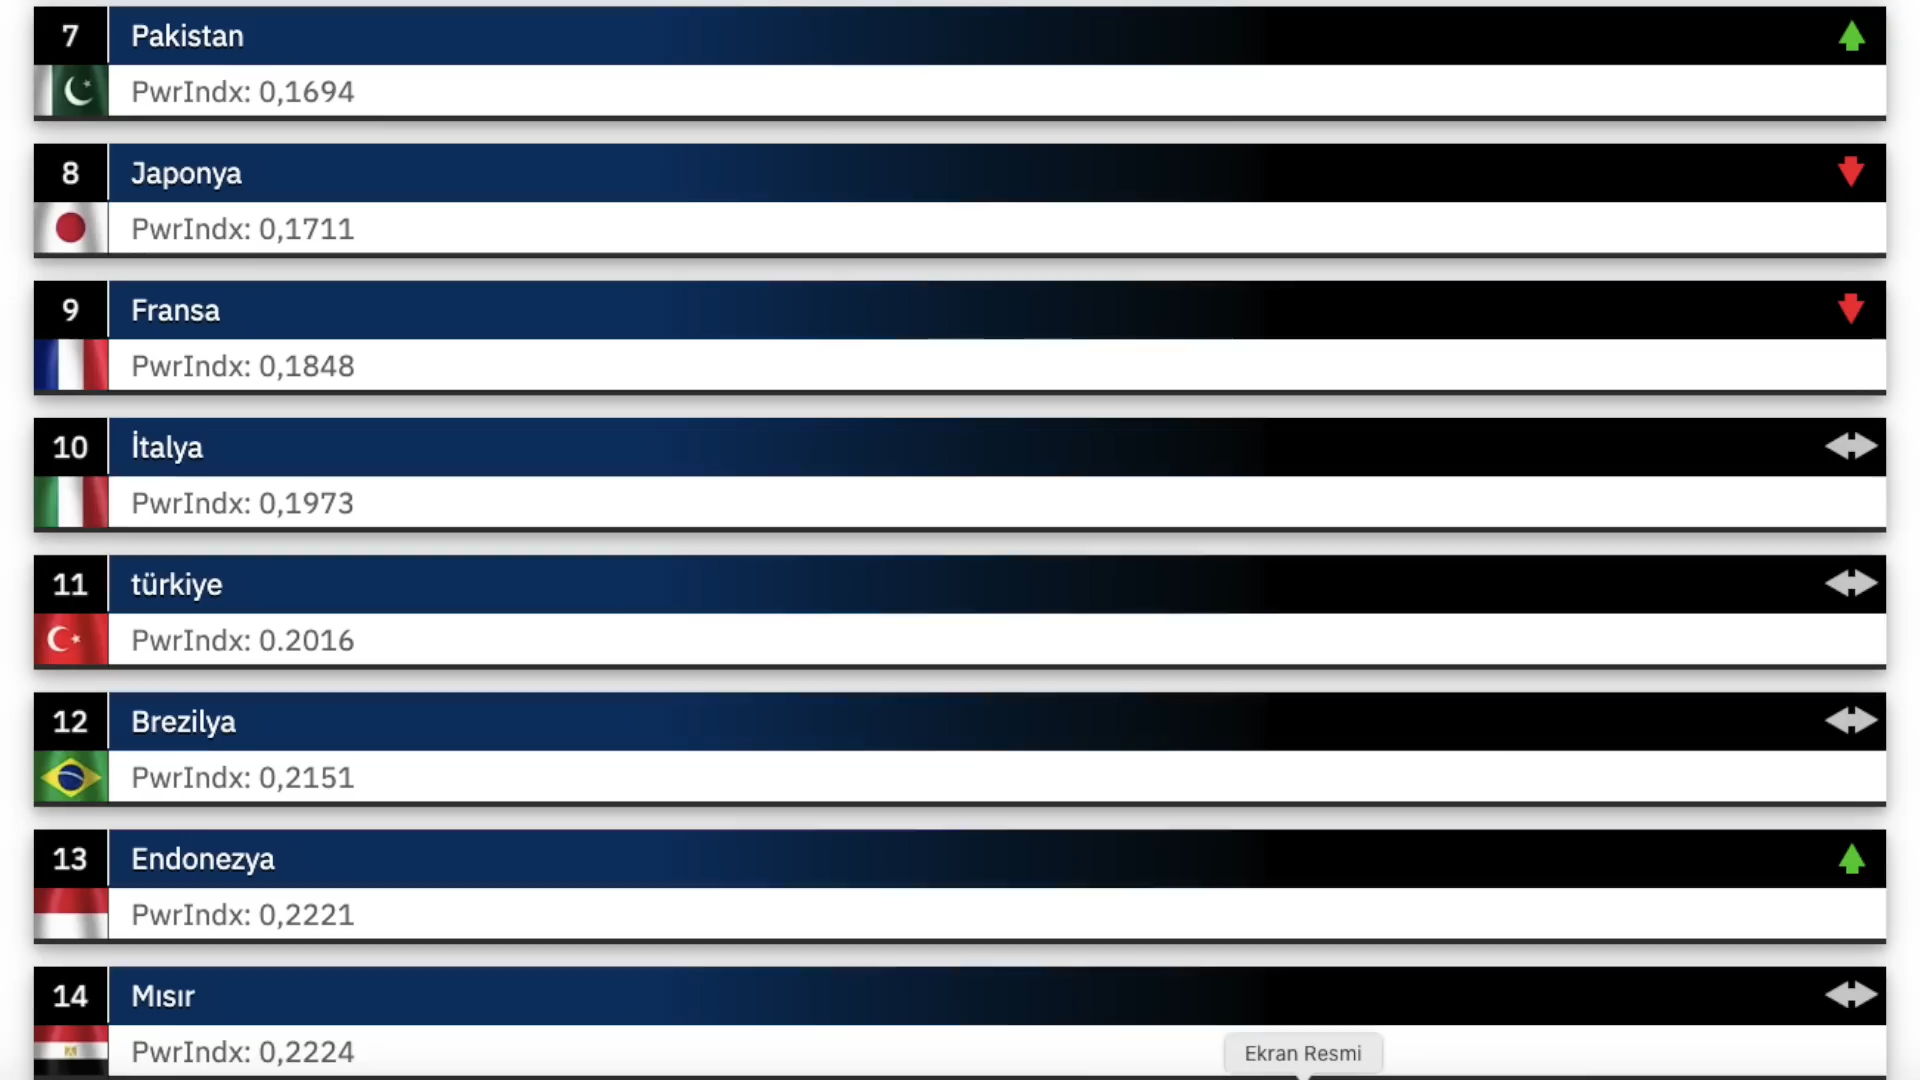 7 Pakistan
PwrIndx: 0,1694
8 Japonya
PwrIndx: 0,1711
9 Fransa
PwrIndx: 0,1848
10 İtalya
PwrIndx: 0,1973
11 türkiye
PwrIndx: 0.2016
12 Brezilya
PwrIndx: 0,2151
13 Endonezya
PwrIndx: 0,2221
14 Mısır
PwrIndx: 0,2224
Ekran Resmi